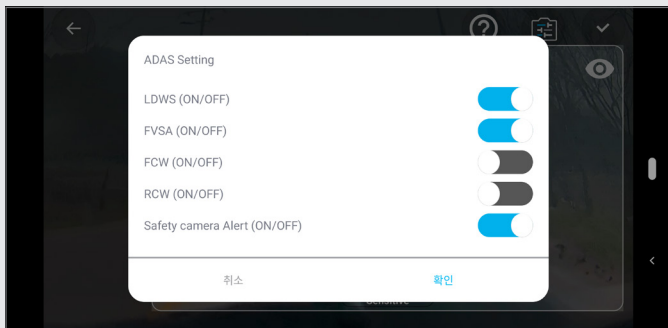 ADAS Setting
LDWS (ON/OFF)
FVSA (ON/OFF)
FCW (ON/OFF)
RCW (ON/OFF)
Safety camera Alert (ON/OFF)
취소 확인
Sensitive